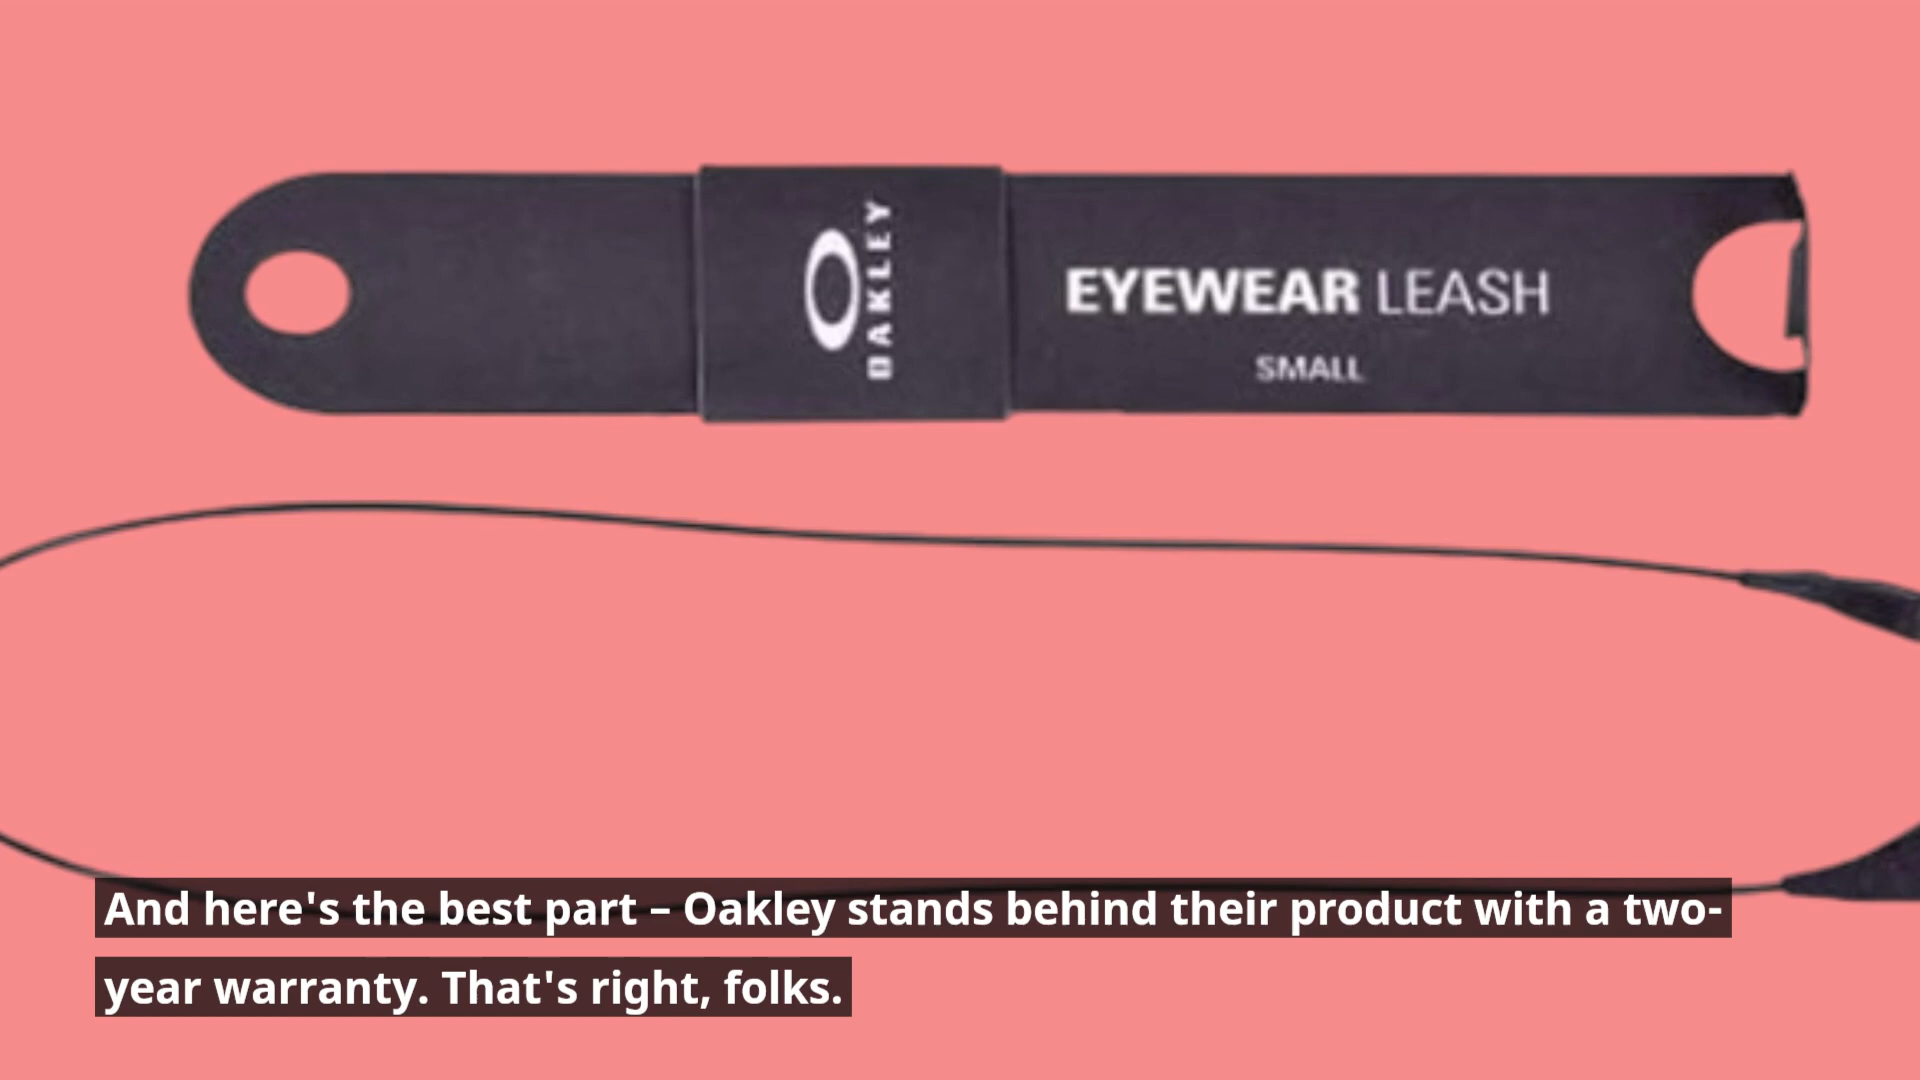 OAKLEY
EYEWEAR LEASH
SMALL
And here's the best part – Oakley stands behind their product with a two-
year warranty. That's right, folks.